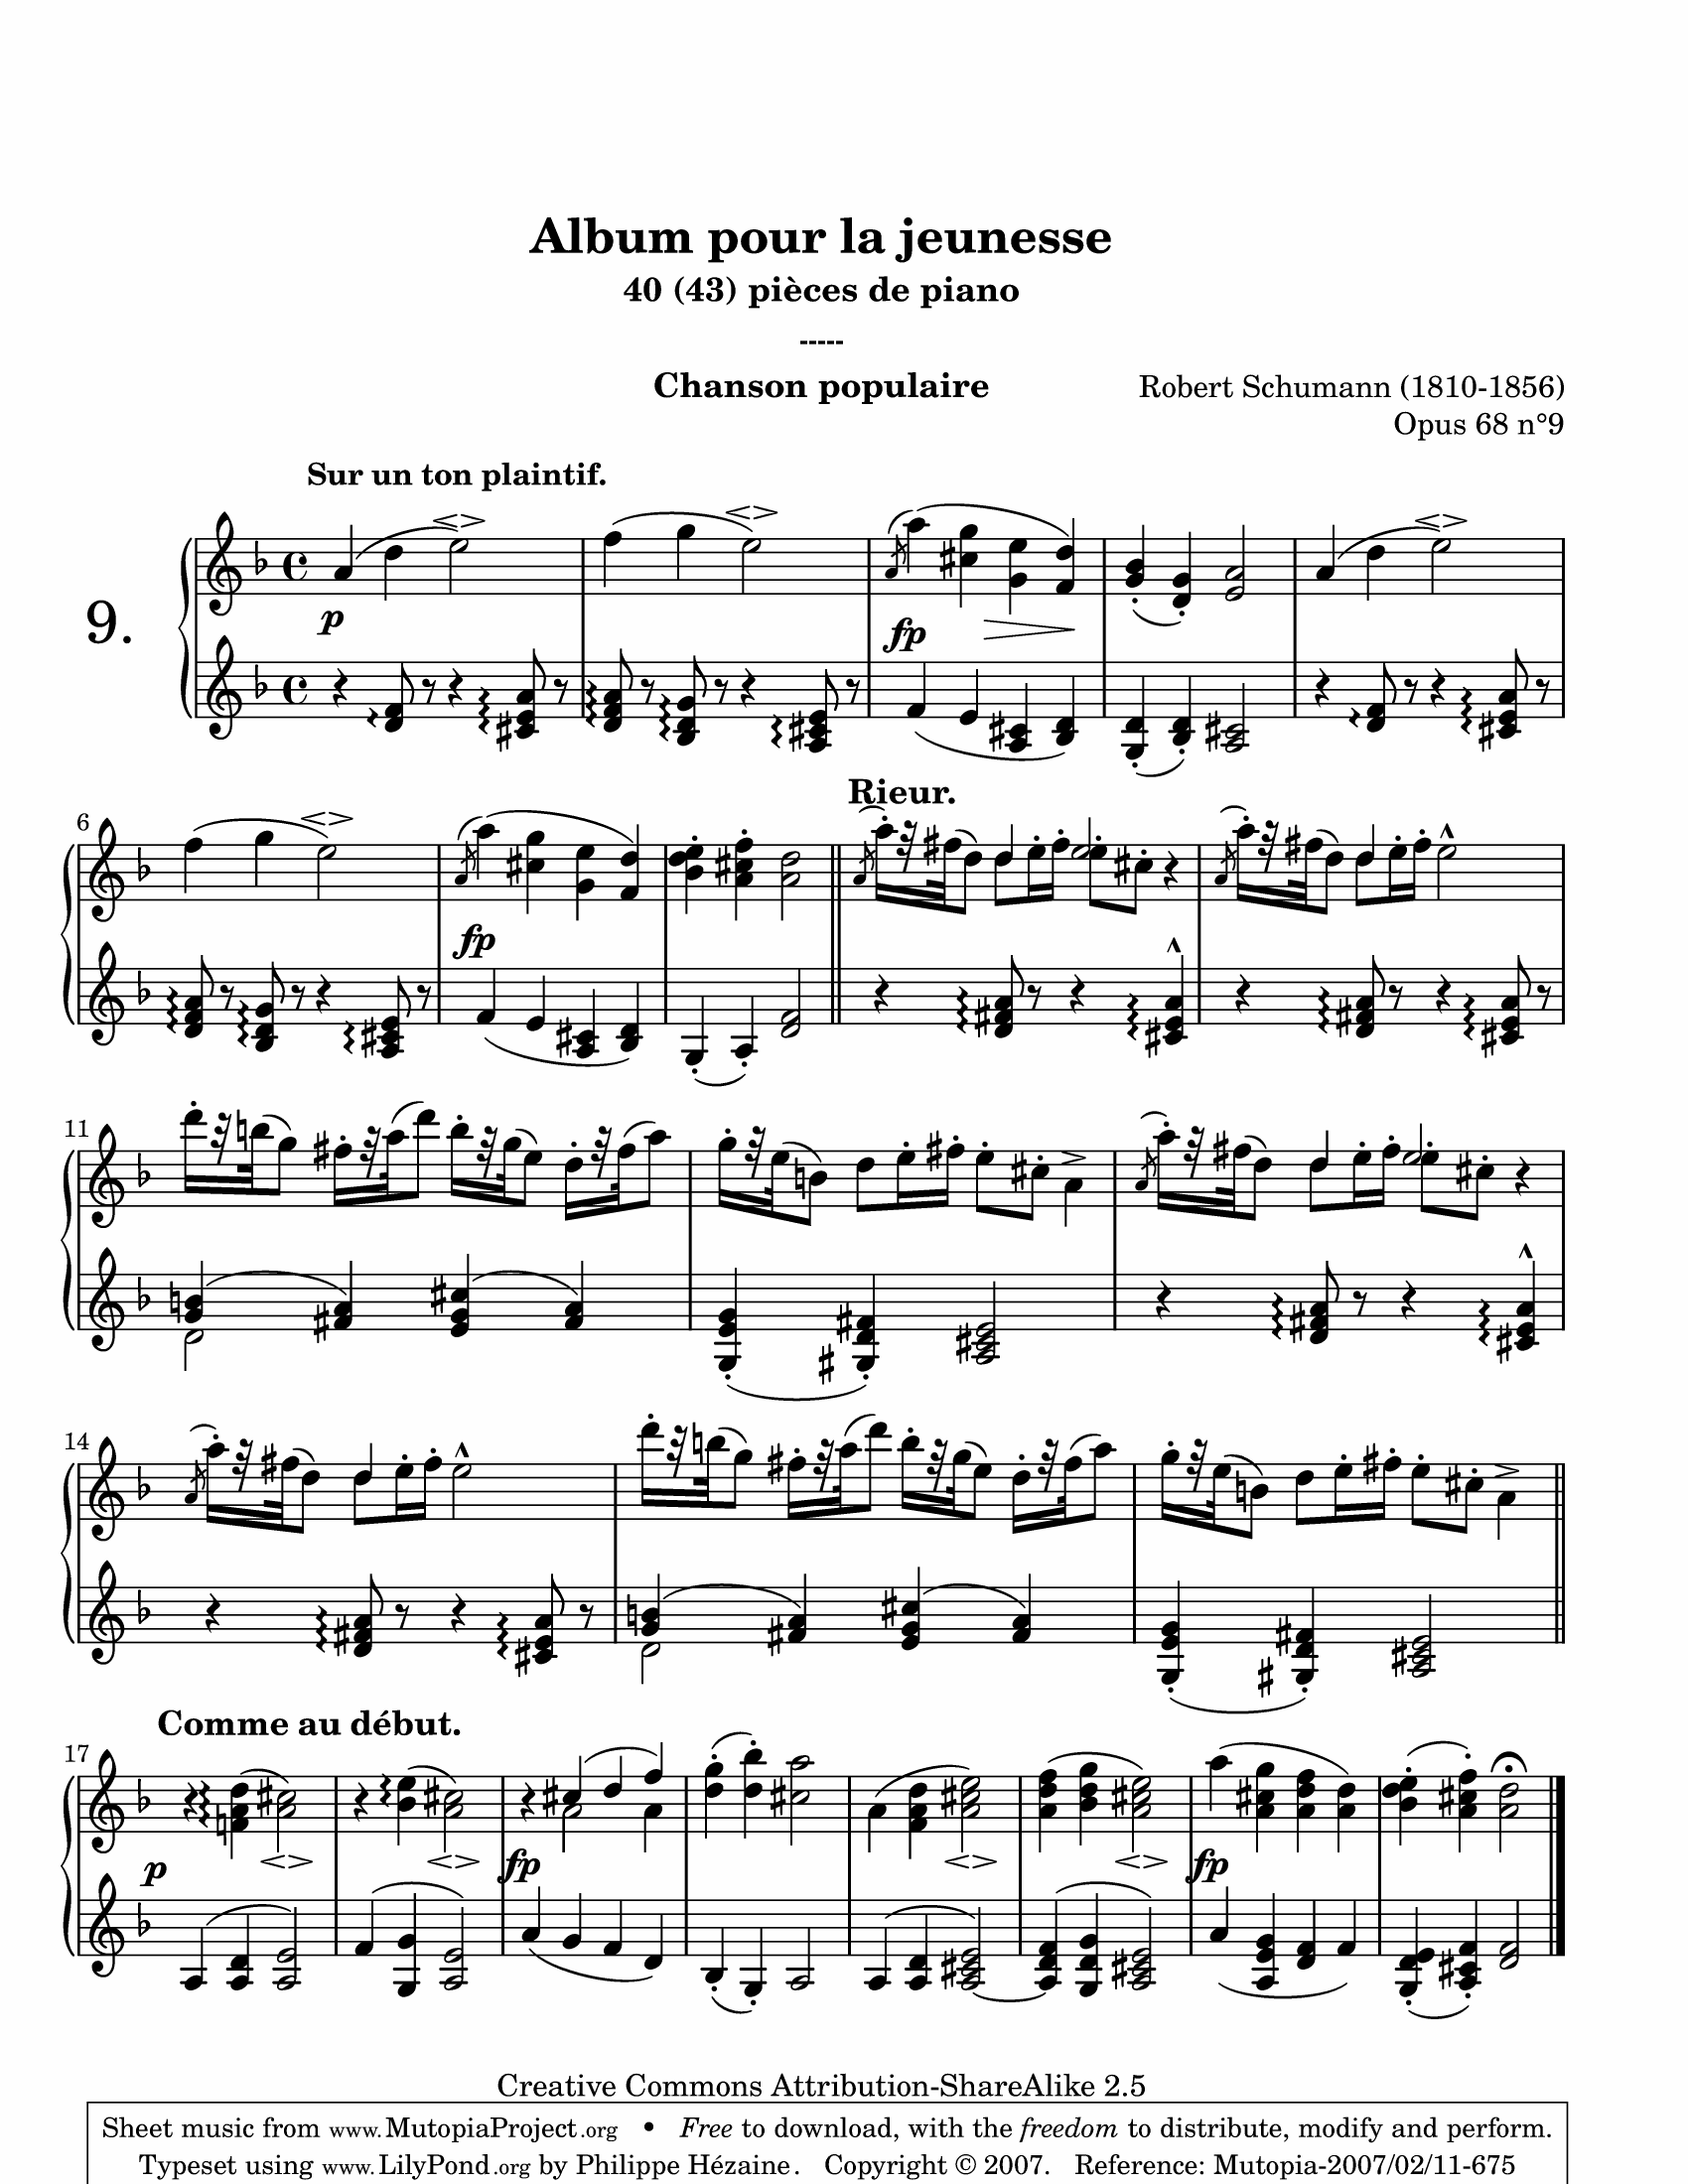 Album pour la jeunesse
40 (43) pièces de piano
-----
Chanson populaire
Robert Schumann (1810-1856)
Opus 68 n°9
Sur un ton plaintif.
9.
p
fp
6
Rieur.
fp
11
14
17
Comme au début.
p
fp
fp
Creative Commons Attribution-ShareAlike 2.5
Sheet music from www.MutopiaProject.org • Free to download, with the freedom to distribute, modify and perform.
Typeset using www.LilyPond.org by Philippe Hézaine. Copyright © 2007. Reference: Mutopia-2007/02/11-675